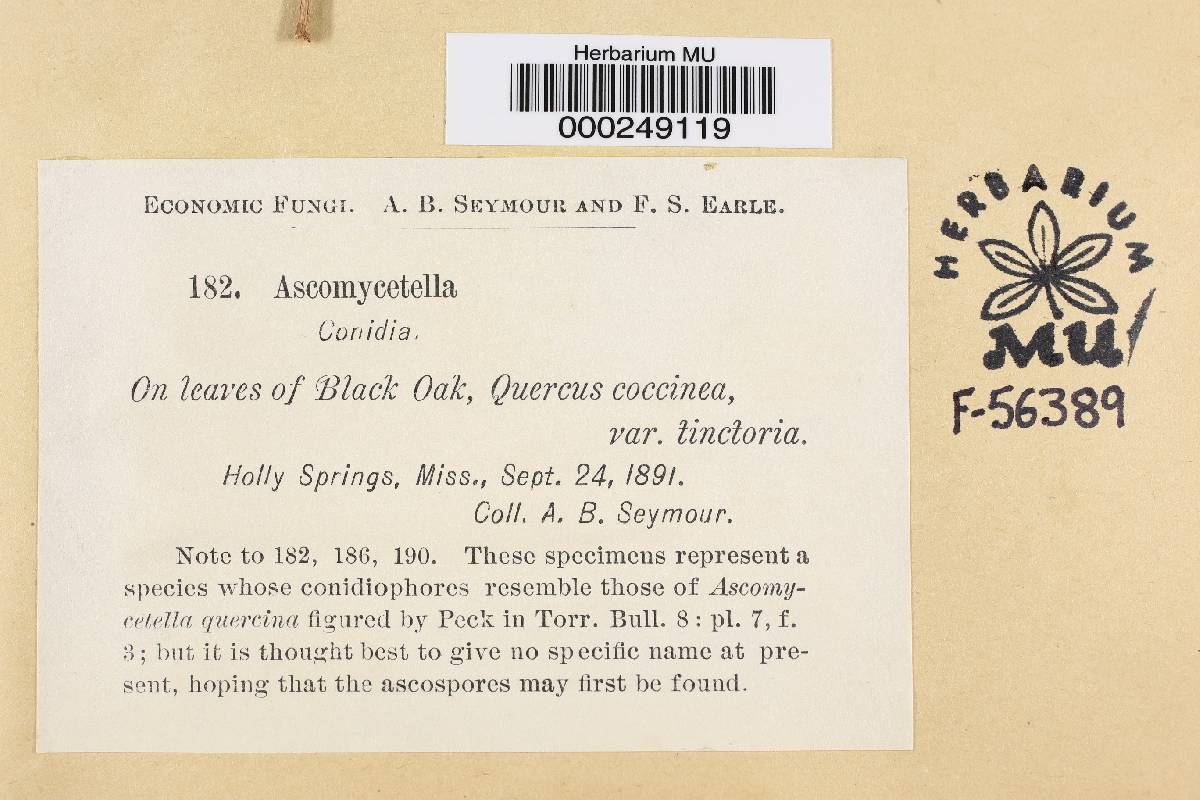 Herbarium MU
000249119
ECONOMIC FUNGI. A. B. SEYMOUR AND F. S. EARLE.
182. Ascomycetella
Conidia.
On leaves of Black Oak, Quercus coccinea,
var. tinctoria.
Holly Springs, Miss., Sept. 24, 1891.
Coll. A. B. Seymour.
Note to 182, 186, 190. These specimens represent a
species whose conidiophores resemble those of Ascomy-
cetella quercina figured by Peck in Torr. Bull. 8: pl. 7, f.
3; but it is thought best to give no specific name at pre-
sent, hoping that the ascospores may first be found.
HERBARIUM
MU
F-56389